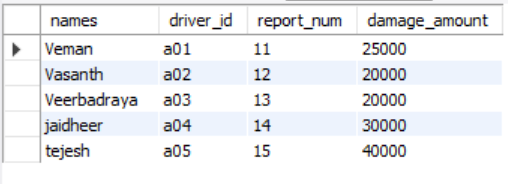 names driver_id report_num damage_amount
Veman a01 11 25000
Vasanth a02 12 20000
Veerbadraya a03 13 20000
jaidheer a04 14 30000
tejesh a05 15 40000